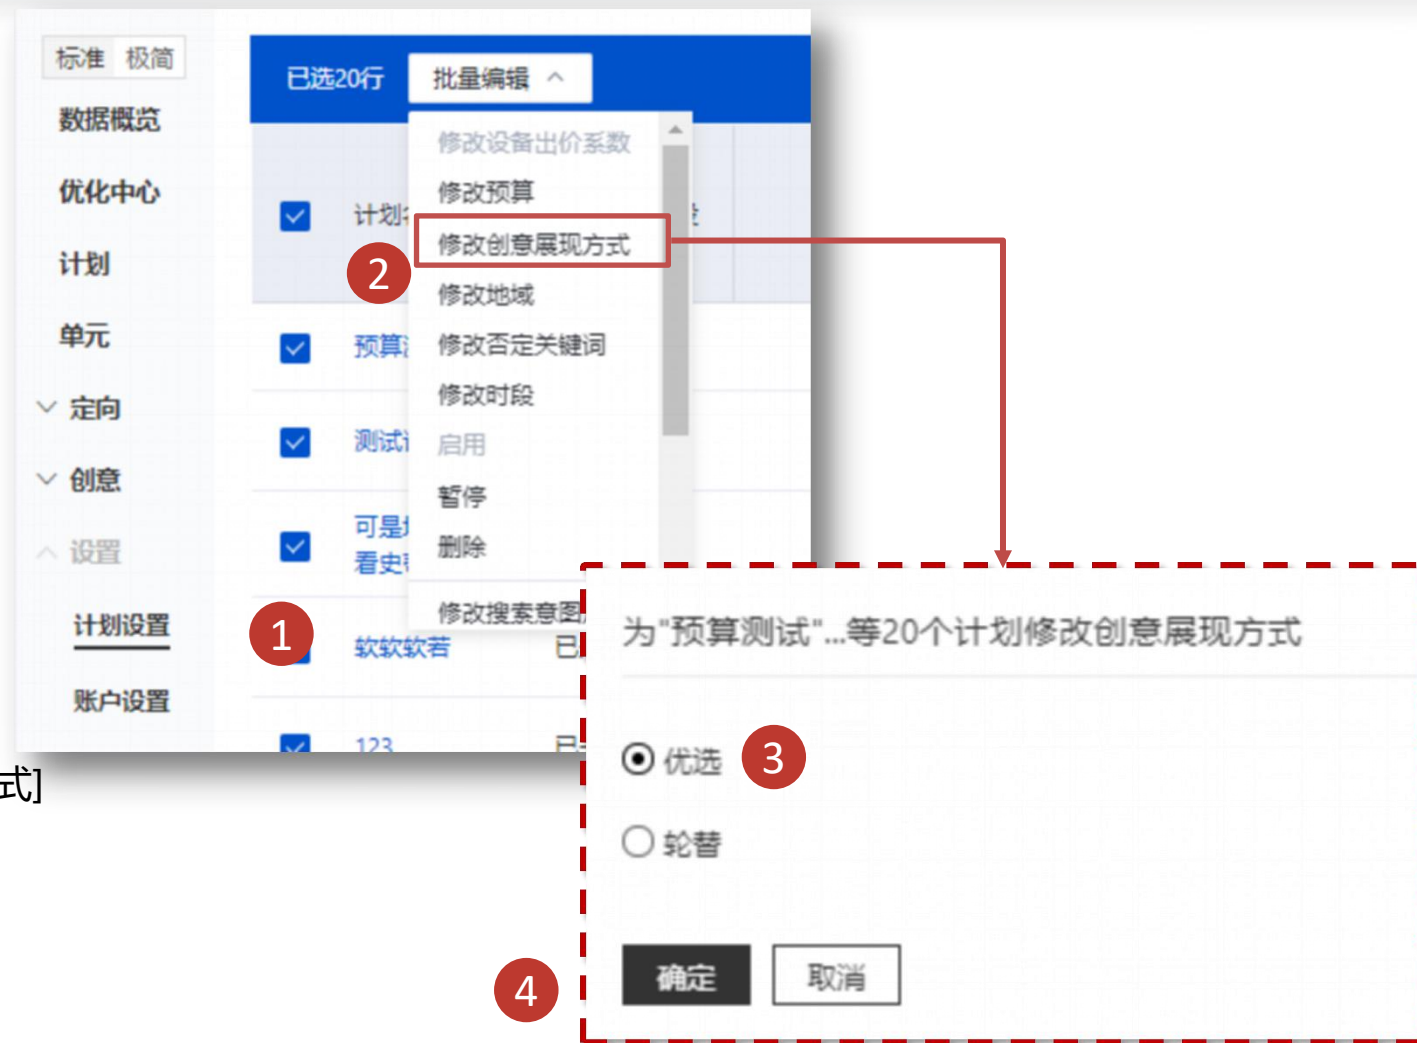 标准 极简
数据概览
优化中心
计划
单元
定向
创意
设置
计划设置
账户设置
已选20行 批量编辑
修改设备出价系数
修改预算
修改创意展现方式
修改地域
修改否定关键词
修改时段
启用
暂停
删除
修改搜索意图
计划
预算
测试
可是
看史
软软软若
123
1
2
式]
为"预算测试"...等20个计划修改创意展现方式
优选 3
轮替
4 确定 取消